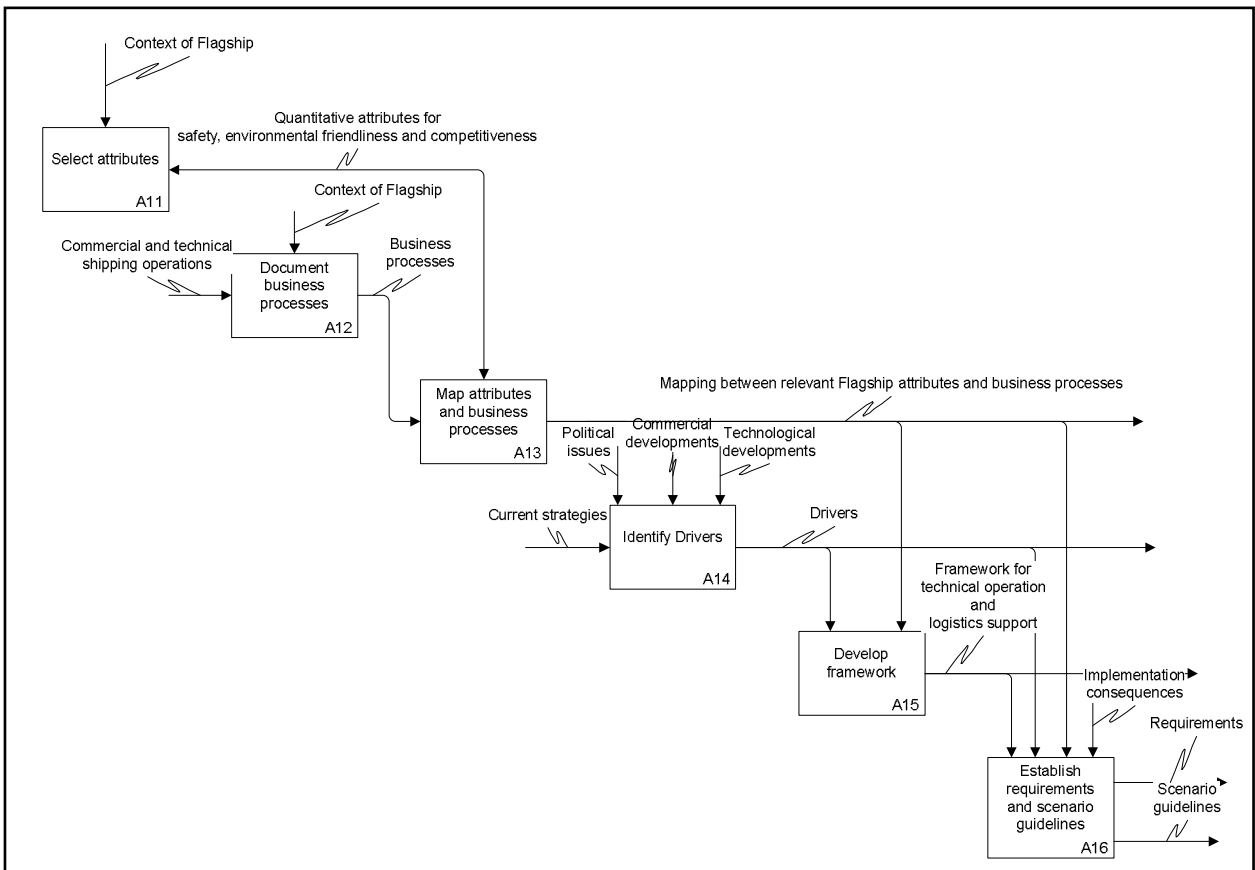 Context of Flagship
Select attributes
A11
Quantitative attributes for
safety, environmental friendliness and competitiveness
Context of Flagship
Commercial and technical
shipping operations
Document
business
processes
A12
Business
processes
Map attributes
and business
processes
A13
Mapping between relevant Flagship attributes and business processes
Political
issues
Commercial
developments
Technological
developments
Current strategies
Identify Drivers
A14
Drivers
Develop
framework
A15
Framework for
technical operation
and
logistics support
Implementation
consequences
Establish
requirements
and scenario
guidelines
A16
Requirements
Scenario
guidelines